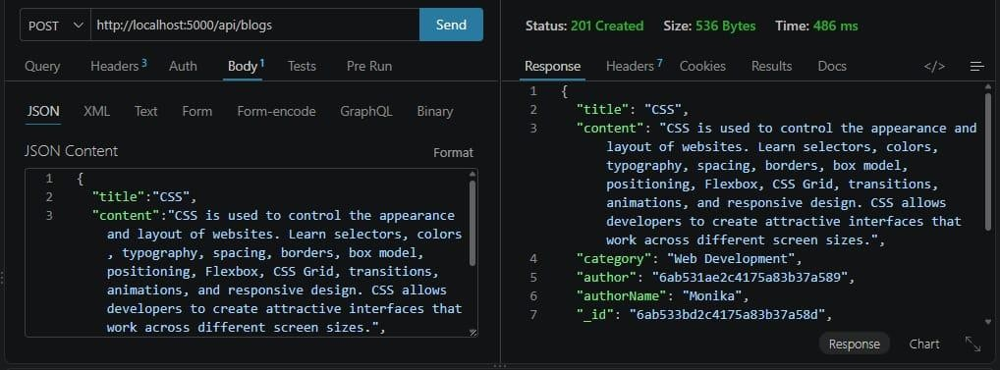 POST http://localhost:5000/api/blogs Send
Query Headers 3 Auth Body 1 Tests Pre Run
JSON XML Text Form Form-encode GraphQL Binary
JSON Content Format
1 {
2 "title":"CSS",
3 "content":"CSS is used to control the appearance
and layout of websites. Learn selectors, colors
, typography, spacing, borders, box model,
positioning, Flexbox, CSS Grid, transitions,
animations, and responsive design. CSS allows
developers to create attractive interfaces that
work across different screen sizes.",
Status: 201 Created Size: 536 Bytes Time: 486 ms
Response Headers 7 Cookies Results Docs </>
1 {
2 "title": "CSS",
3 "content": "CSS is used to control the appearance and
layout of websites. Learn selectors, colors,
typography, spacing, borders, box model,
positioning, Flexbox, CSS Grid, transitions,
animations, and responsive design. CSS allows
developers to create attractive interfaces that
work across different screen sizes.",
4 "category": "Web Development",
5 "author": "6ab531ae2c4175a83b37a589",
6 "authorName": "Monika",
7 "_id": "6ab533bd2c4175a83b37a58d",
Response Chart